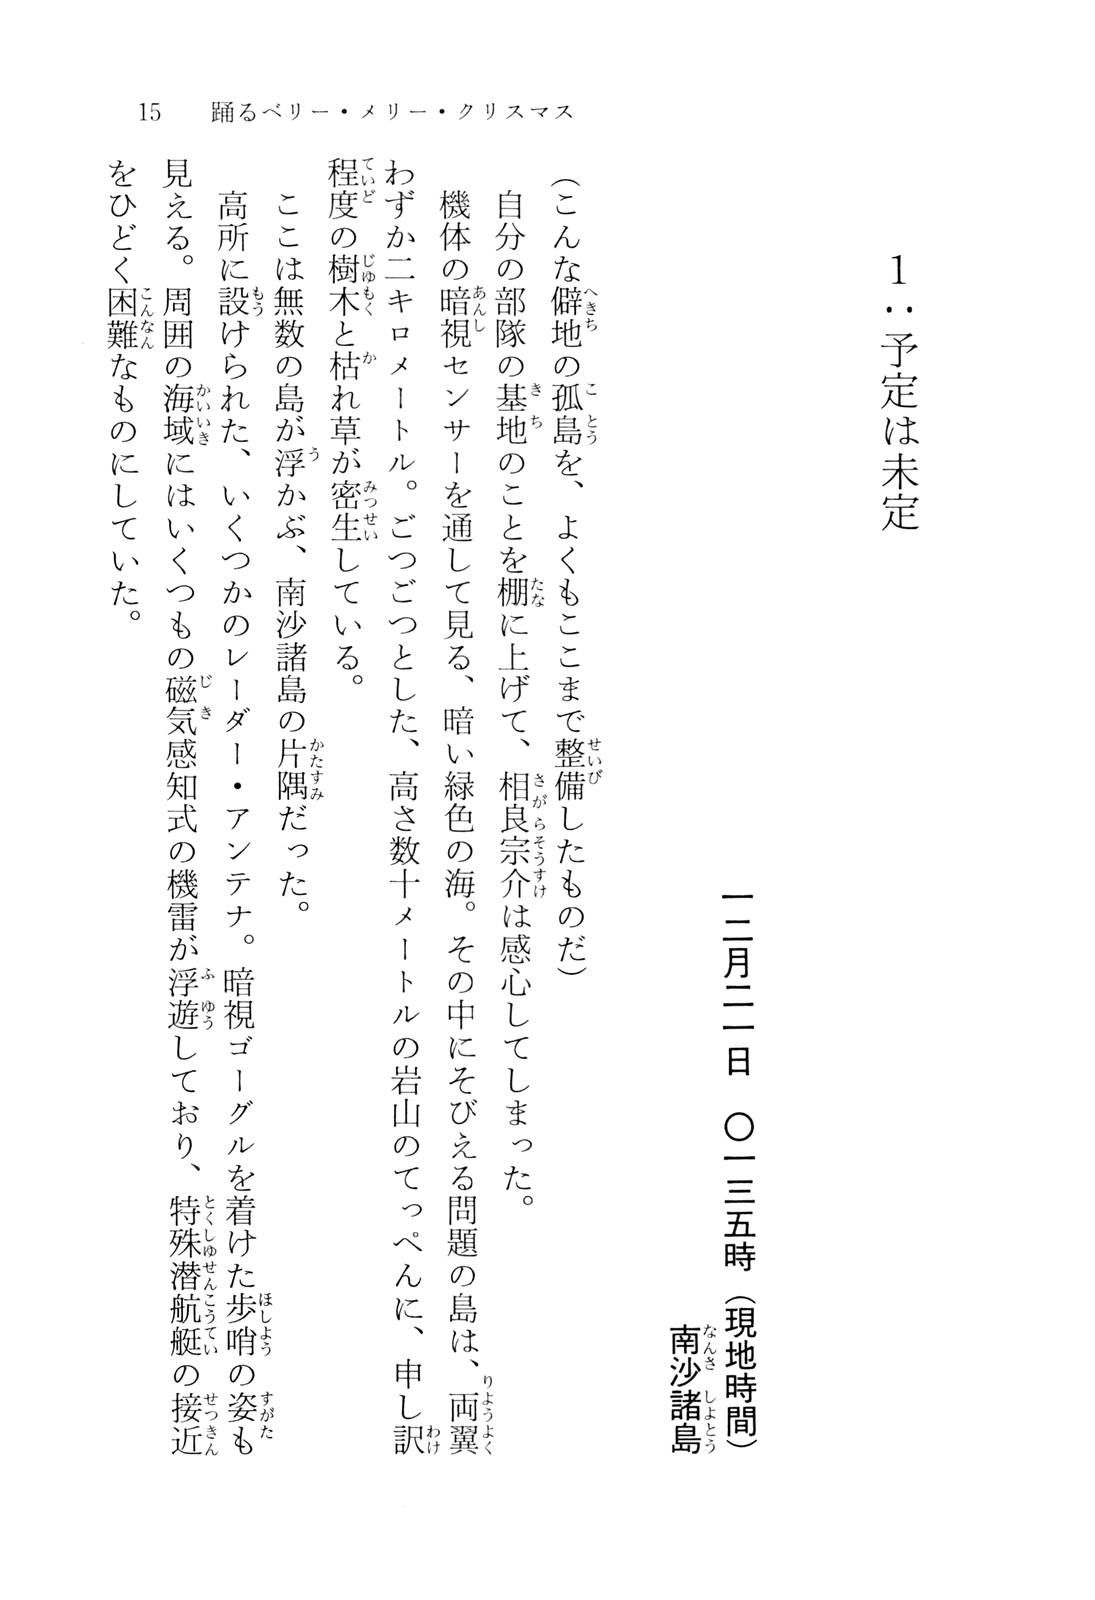 15　踊るベリー・メリー・クリスマス
1：予定は未定
一二月二一日　〇一三五時（現地時間）
南沙諸島
（こんな僻地の孤島を、よくもここまで整備したものだ）
自分の部隊の基地のことを棚に上げて、相良宗介は感心してしまった。
機体の暗視センサーを通して見る、暗い緑色の海。その中にそびえる問題の島は、両翼
わずか二キロメートル。ごつごつとした、高さ数十メートルの岩山のてっぺんに、申し訳
程度の樹木と枯れ草が密生している。
ここは無数の島が浮かぶ、南沙諸島の片隅だった。
高所に設けられた、いくつかのレーダー・アンテナ。暗視ゴーグルを着けた歩哨の姿も
見える。周囲の海域にはいくつもの磁気感知式の機雷が浮遊しており、特殊潜航艇の接近
をひどく困難なものにしていた。